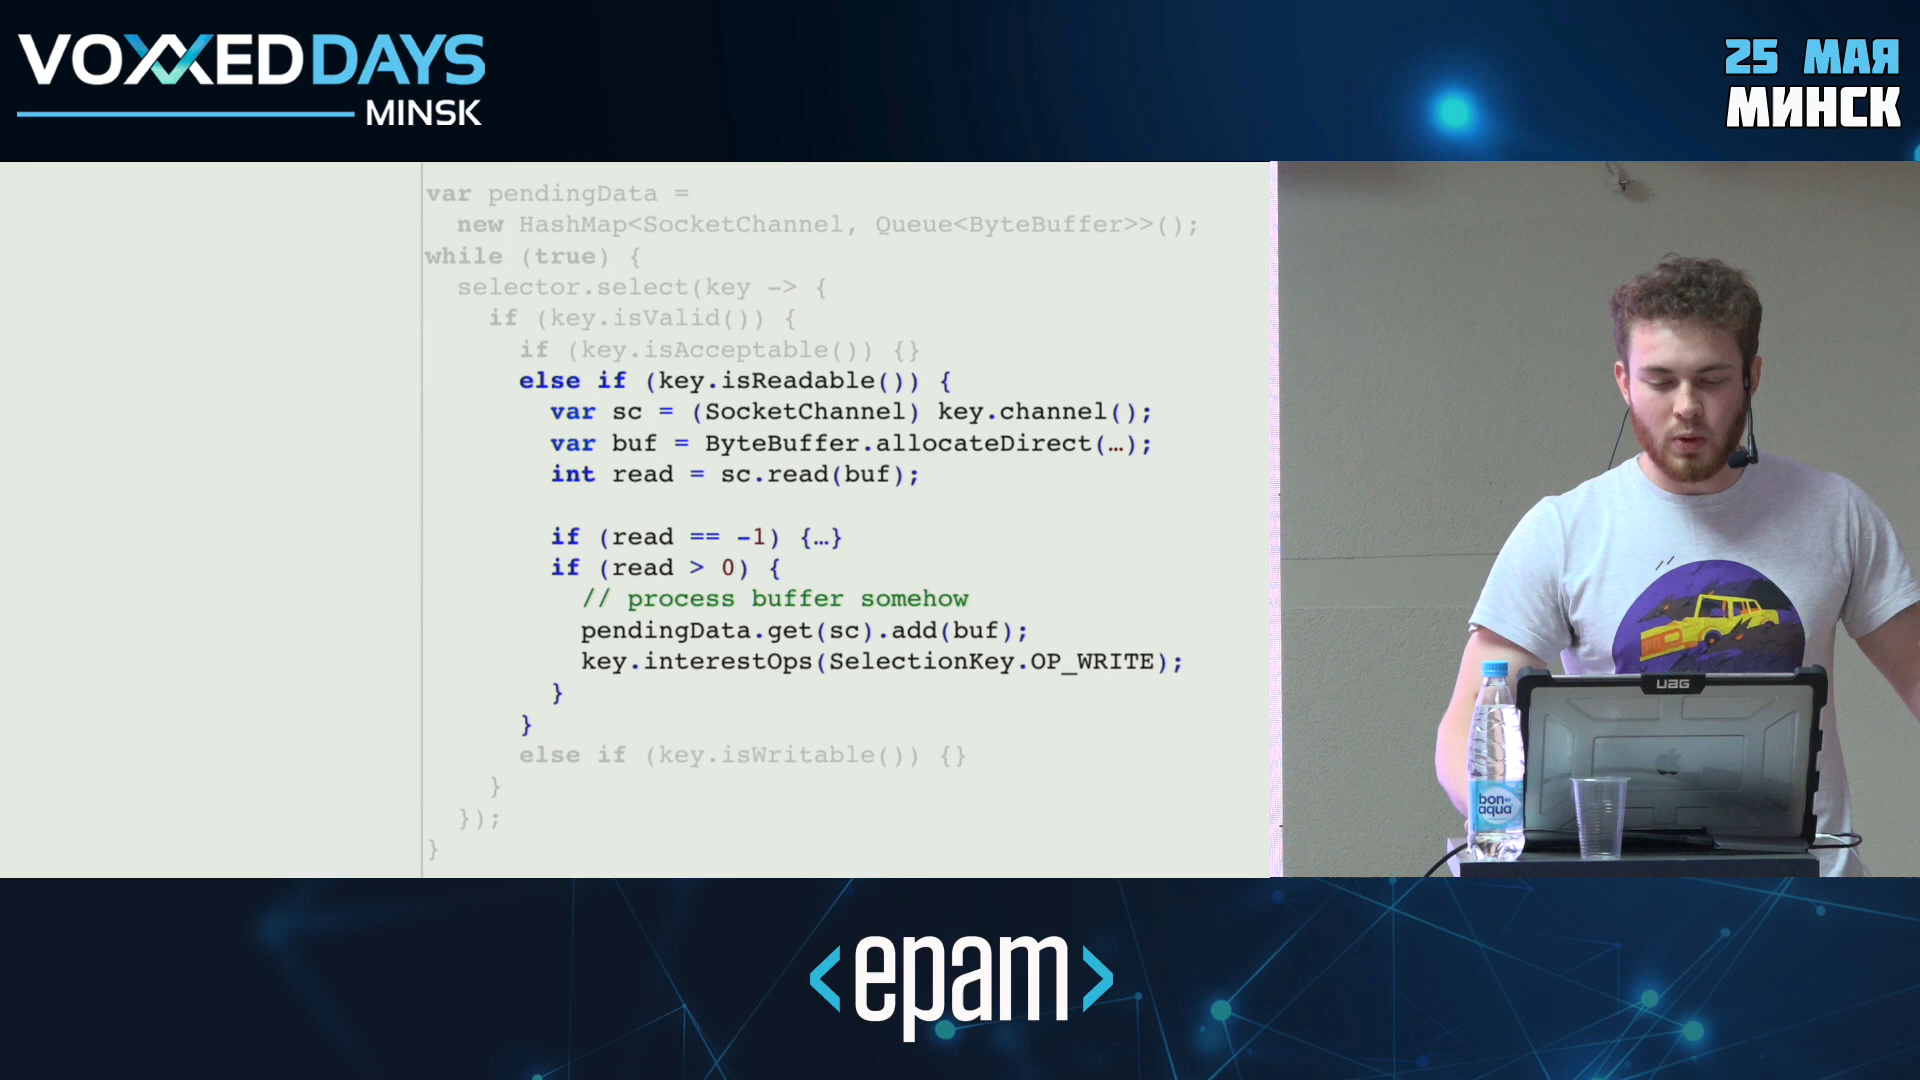 VOXXEDDAYS
MINSK
25 МАЯ
МИНСК
var pendingData =
new HashMap<SocketChannel, Queue<ByteBuffer>>();
while (true) {
selector.select(key -> {
if (key.isValid()) {
if (key.isAcceptable()) {}
else if (key.isReadable()) {
var sc = (SocketChannel) key.channel();
var buf = ByteBuffer.allocateDirect(…);
int read = sc.read(buf);
if (read == -1) {…}
if (read > 0) {
// process buffer somehow
pendingData.get(sc).add(buf);
key.interestOps(SelectionKey.OP_WRITE);
}
}
else if (key.isWritable()) {}
}
});
}
UAG
bon
aqua
<epam>